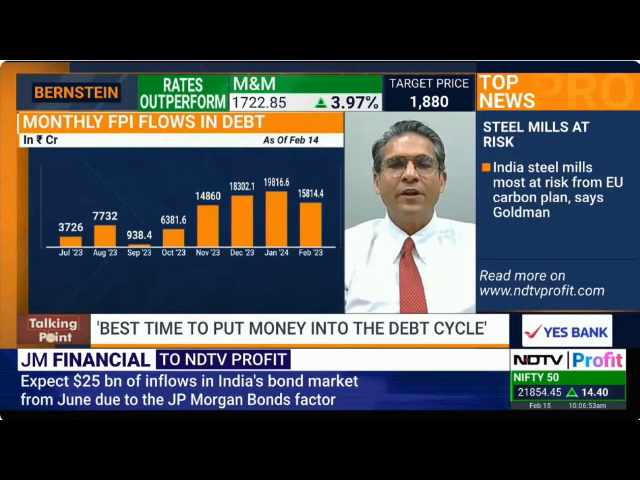 BERNSTEIN
RATES
OUTPERFORM
M&M
1722.85 ▲ 3.97%
TARGET PRICE
1,880
TOP
NEWS
PRO
MONTHLY FPI FLOWS IN DEBT
In ₹ Cr
As Of Feb 14
3726 7732 938.4 6381.6 14860 18302.1 19816.6 15814.4
Jul '23 Aug '23 Sep '23 Oct '23 Nov '23 Dec '23 Jan '24 Feb '23
STEEL MILLS AT
RISK
India steel mills
most at risk from EU
carbon plan, says
Goldman
Read more on
www.ndtvprofit.com
Talking
Point
'BEST TIME TO PUT MONEY INTO THE DEBT CYCLE'
YES BANK
JM FINANCIAL TO NDTV PROFIT
Expect $25 bn of inflows in India's bond market
from June due to the JP Morgan Bonds factor
NDTV Profit
NIFTY 50
21854.45 ▲ 14.40
Feb 15 10:06:53am